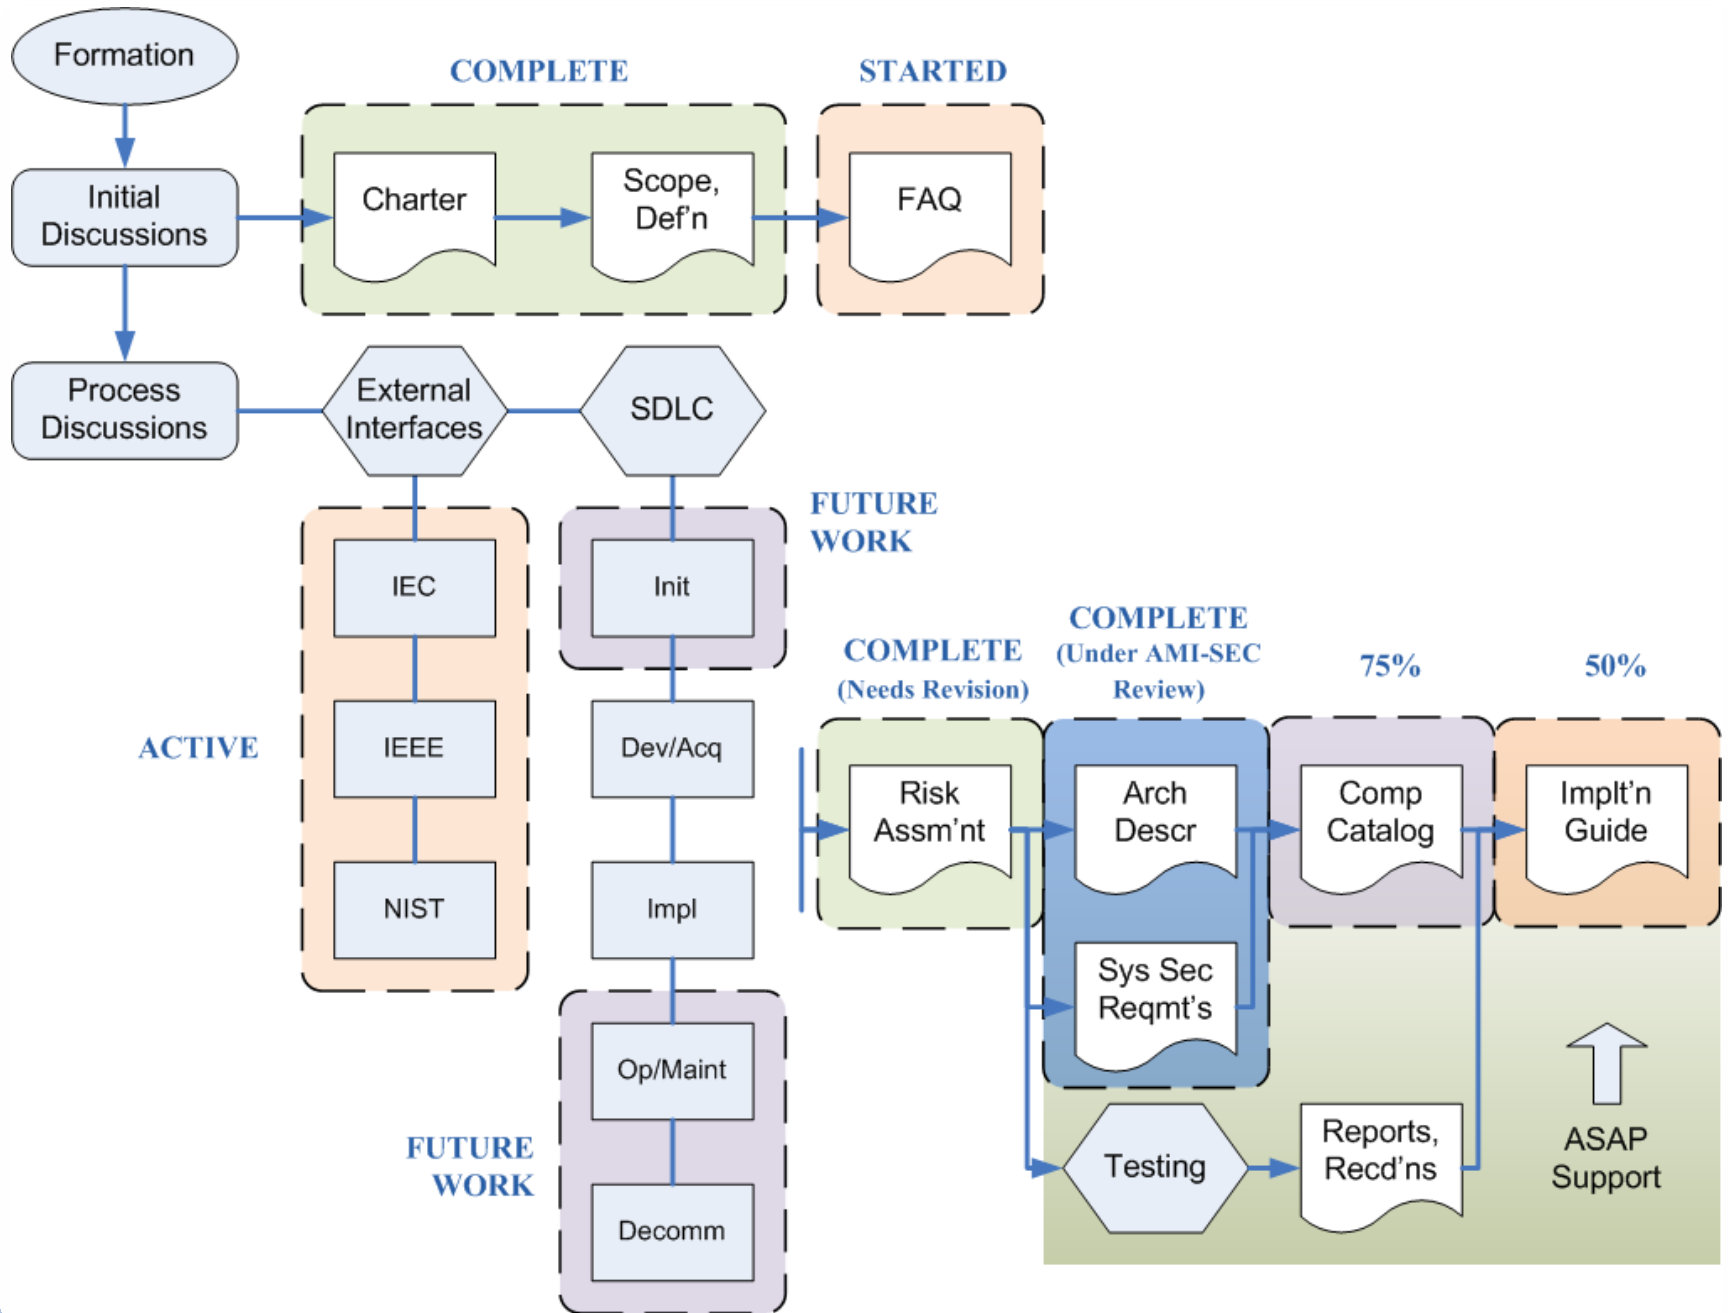 Formation
COMPLETE
STARTED
Initial
Discussions
Charter
Scope,
Def'n
FAQ
Process
Discussions
External
Interfaces
SDLC
FUTURE
WORK
IEC
Init
COMPLETE
(Needs Revision)
COMPLETE
(Under AMI-SEC
Review)
75%
50%
ACTIVE
IEEE
Dev/Acq
Risk
Assm'nt
Arch
Descr
Comp
Catalog
Implt'n
Guide
NIST
Impl
Sys Sec
Reqmt's
Op/Maint
FUTURE
WORK
Testing
Reports,
Recd'ns
ASAP
Support
Decomm